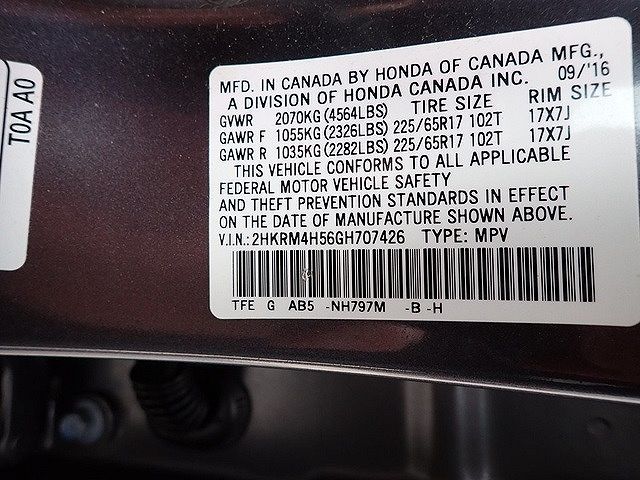 T0A A0
MFD. IN CANADA BY HONDA OF CANADA MFG.,
A DIVISION OF HONDA CANADA INC. 09/'16
GVWR 2070KG(4564LBS) TIRE SIZE RIM SIZE
GAWR F 1055KG(2326LBS) 225/65R17 102T 17X7J
GAWR R 1035KG(2282LBS) 225/65R17 102T 17X7J
THIS VEHICLE CONFORMS TO ALL APPLICABLE
FEDERAL MOTOR VEHICLE SAFETY
AND THEFT PREVENTION STANDARDS IN EFFECT
ON THE DATE OF MANUFACTURE SHOWN ABOVE.
V.I.N.:2HKRM4H56GH707426 TYPE: MPV
TFE G AB5 -NH797M -B -H